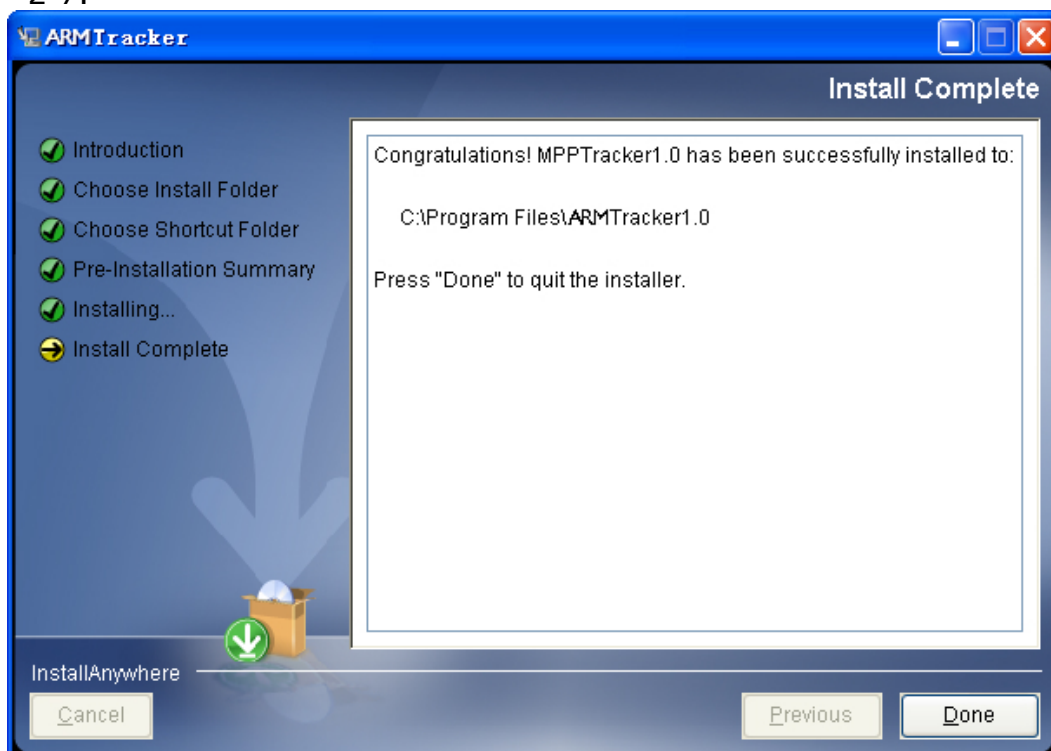 ARMTracker
Install Complete
Introduction
Choose Install Folder
Choose Shortcut Folder
Pre-Installation Summary
Installing...
Install Complete
Congratulations! MPPTracker1.0 has been successfully installed to:
C:\Program Files\ARMTracker1.0
Press "Done" to quit the installer.
InstallAnywhere
Cancel
Previous
Done